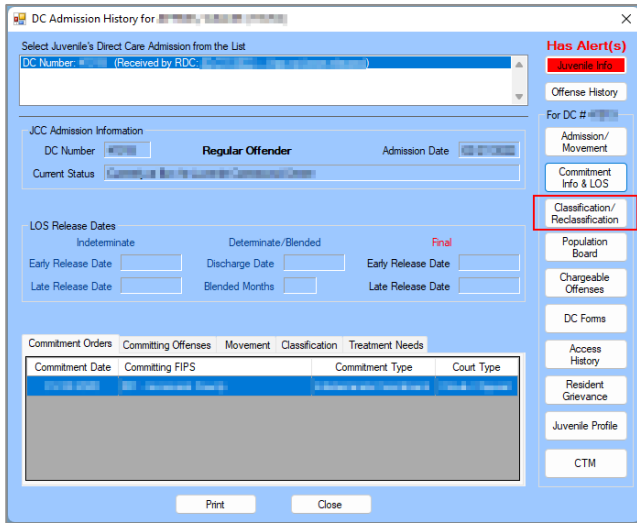 DC Admission History for
Select Juvenile's Direct Care Admission from the List
DC Number: (Received by RDC:
Has Alert(s)
Juvenile Info
Offense History
For DC #
Admission/
Movement
Commitment
Info & LOS
Classification/
Reclassification
Population
Board
Chargeable
Offenses
DC Forms
Access
History
Resident
Grievance
Juvenile Profile
CTM
JCC Admission Information
DC Number Regular Offender Admission Date
Current Status
LOS Release Dates
Indeterminate Determinate/Blended Final
Early Release Date Discharge Date Early Release Date
Late Release Date Blended Months Late Release Date
Commitment Orders Committing Offenses Movement Classification Treatment Needs
Commitment Date Committing FIPS Commitment Type Court Type
Print Close